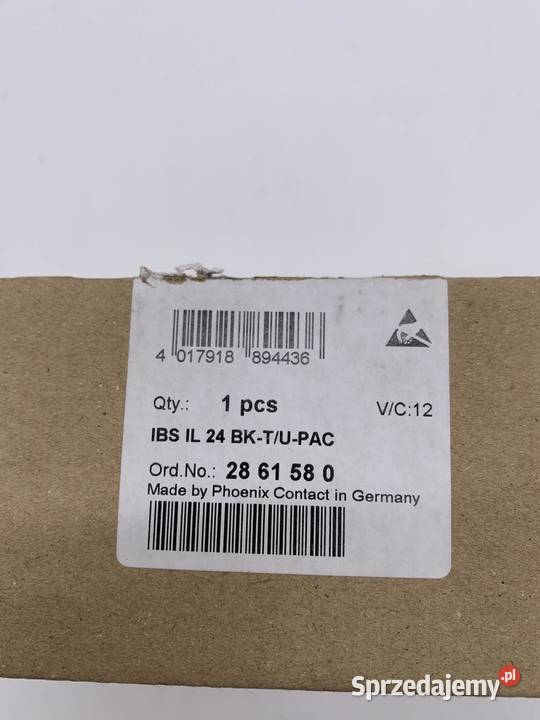 4 017918 894436
Qty.: 1 pcs V/C:12
IBS IL 24 BK-T/U-PAC
Ord.No.: 28 61 58 0
Made by Phoenix Contact in Germany
Sprzedajemy.pl